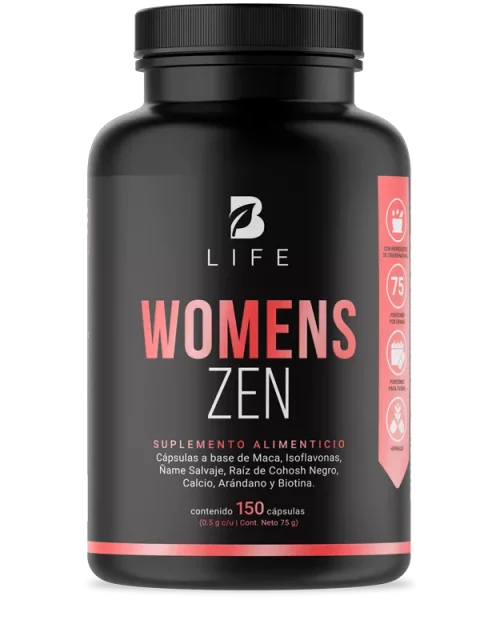 B
LIFE
WOMENS
ZEN
SUPLEMENTO ALIMENTICIO
Cápsulas a base de Maca, Isoflavonas,
Ñame Salvaje, Raíz de Cohosh Negro,
Calcio, Arándano y Biotina.
contenido 150 cápsulas
(0.5 g c/u | Cont. Neto 75 g)
75